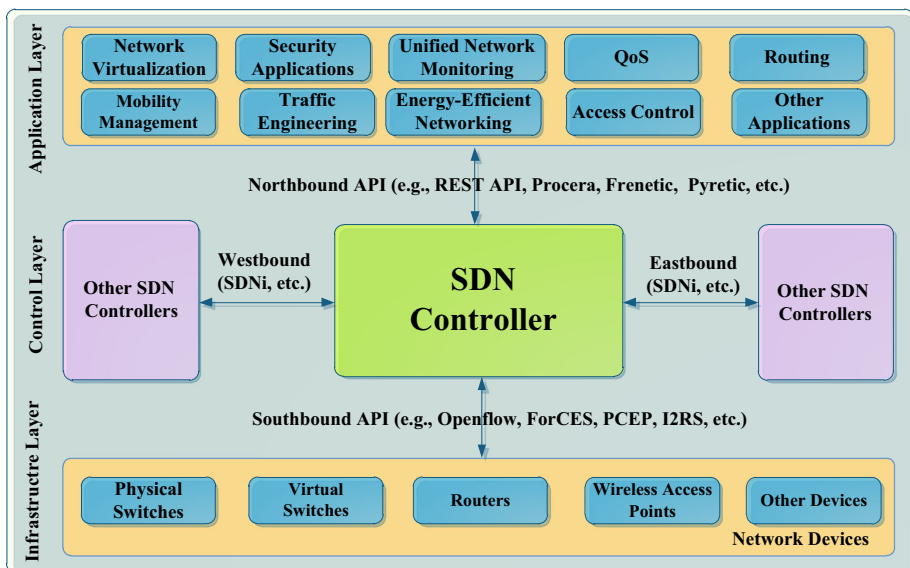 Application Layer
Network
Virtualization
Security
Applications
Unified Network
Monitoring
QoS
Routing
Mobility
Management
Traffic
Engineering
Energy-Efficient
Networking
Access Control
Other
Applications
Northbound API (e.g., REST API, Procera, Frenetic, Pyretic, etc.)
Control Layer
Other SDN
Controllers
Westbound
(SDNi, etc.)
SDN
Controller
Eastbound
(SDNi, etc.)
Other SDN
Controllers
Southbound API (e.g., Openflow, ForCES, PCEP, I2RS, etc.)
Infrastructre Layer
Physical
Switches
Virtual
Switches
Routers
Wireless Access
Points
Other Devices
Network Devices